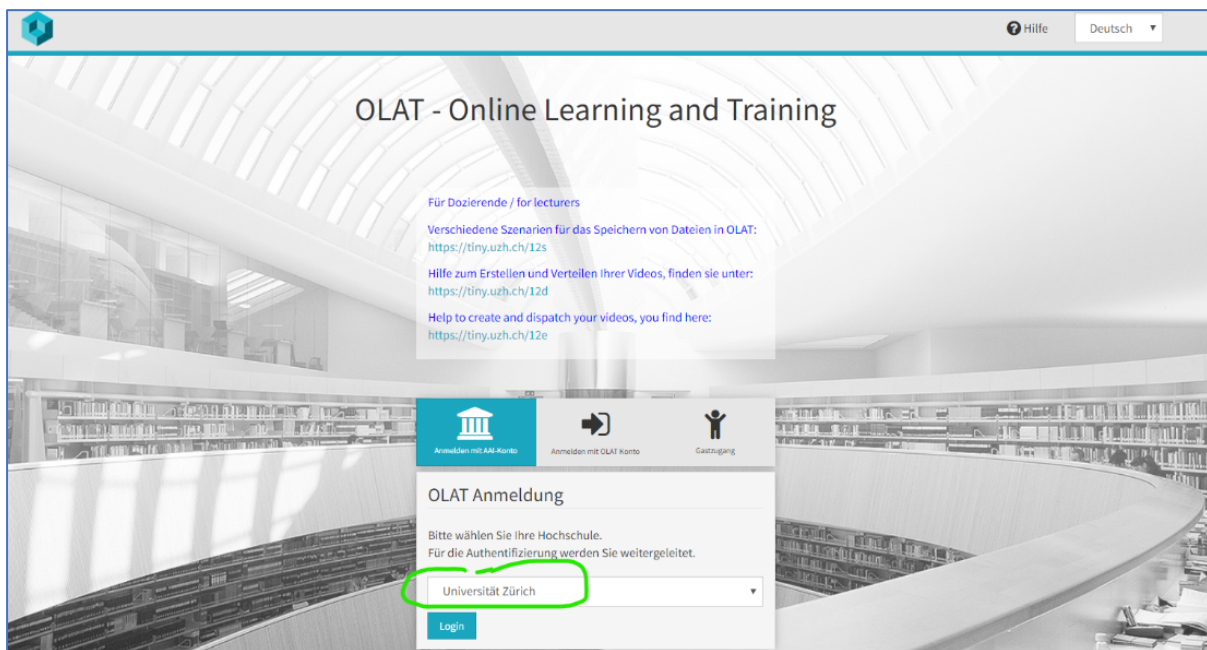 Hilfe
Deutsch
OLAT - Online Learning and Training
Für Dozierende / for lecturers
Verschiedene Szenarien für das Speichern von Dateien in OLAT:
https://tiny.uzh.ch/12s
Hilfe zum Erstellen und Verteilen Ihrer Videos, finden sie unter:
https://tiny.uzh.ch/12d
Help to create and dispatch your videos, you find here:
https://tiny.uzh.ch/12e
Anmelden mit AAI-Konto
Anmelden mit OLAT Konto
Gastzugang
OLAT Anmeldung
Bitte wählen Sie Ihre Hochschule.
Für die Authentifizierung werden Sie weitergeleitet.
Universität Zürich
Login